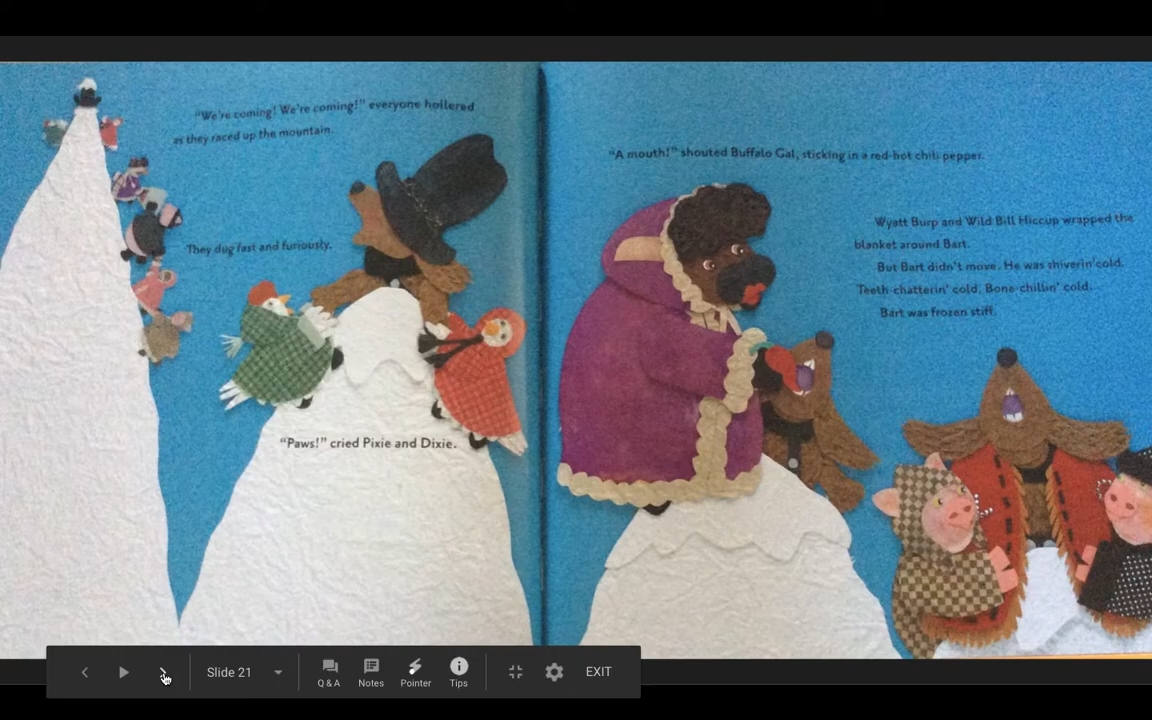 "We're coming! We're coming!" everyone hollered
as they raced up the mountain.
They dug fast and furiously.
"Paws!" cried Pixie and Dixie.
"A mouth!" shouted Buffalo Gal, sticking in a red-hot chili pepper.
Wyatt Burp and Wild Bill Hiccup wrapped the
blanket around Bart.
But Bart didn't move. He was shiverin' cold.
Teeth-chatterin' cold. Bone-chillin' cold.
Bart was frozen stiff.
Slide 21
Q & A
Notes
Pointer
Tips
EXIT